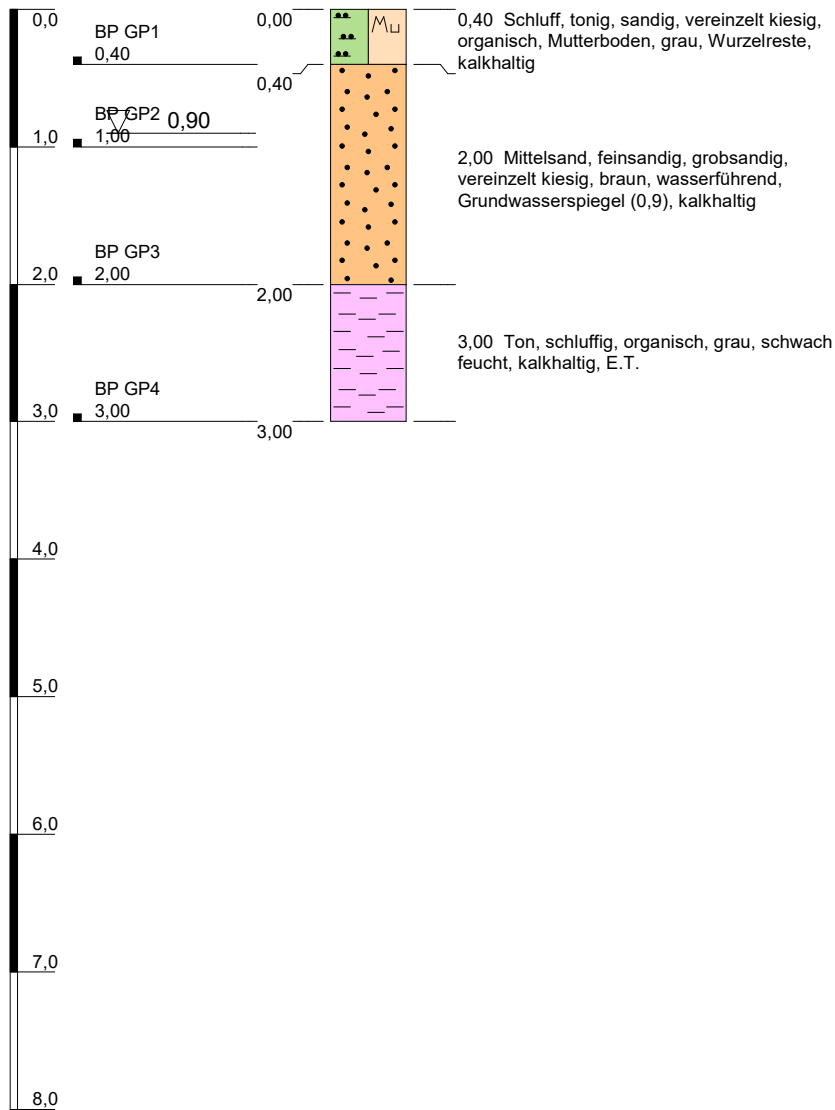 0,0
BP GP1
0,40
0,00
Mu
0,40 Schluff, tonig, sandig, vereinzelt kiesig,
organisch, Mutterboden, grau, Wurzelreste,
kalkhaltig
0,40
BP GP2
0,90
1,00
1,0
2,00 Mittelsand, feinsandig, grobsandig,
vereinzelt kiesig, braun, wasserführend,
Grundwasserspiegel (0,9), kalkhaltig
BP GP3
2,00
2,0
2,00
3,00 Ton, schluffig, organisch, grau, schwach
feucht, kalkhaltig, E.T.
BP GP4
3,00
3,0
3,00
4,0
5,0
6,0
7,0
8,0